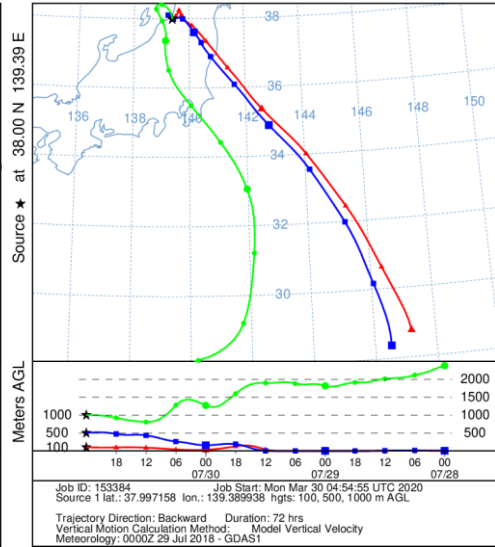 Source ★ at 38.00 N 139.39 E
38
36
34
32
30
136
138
140
142
144
146
148
150
Meters AGL
1000
500
100
2000
1500
1000
500
18 12 06 00 18 12 06 00 18 12 06 00
07/30 07/29 07/28
Job ID: 153384 Job Start: Mon Mar 30 04:54:55 UTC 2020
Source 1 lat.: 37.997158 lon.: 139.389938 hgts: 100, 500, 1000 m AGL
Trajectory Direction: Backward Duration: 72 hrs
Vertical Motion Calculation Method: Model Vertical Velocity
Meteorology: 0000Z 29 Jul 2018 - GDAS1